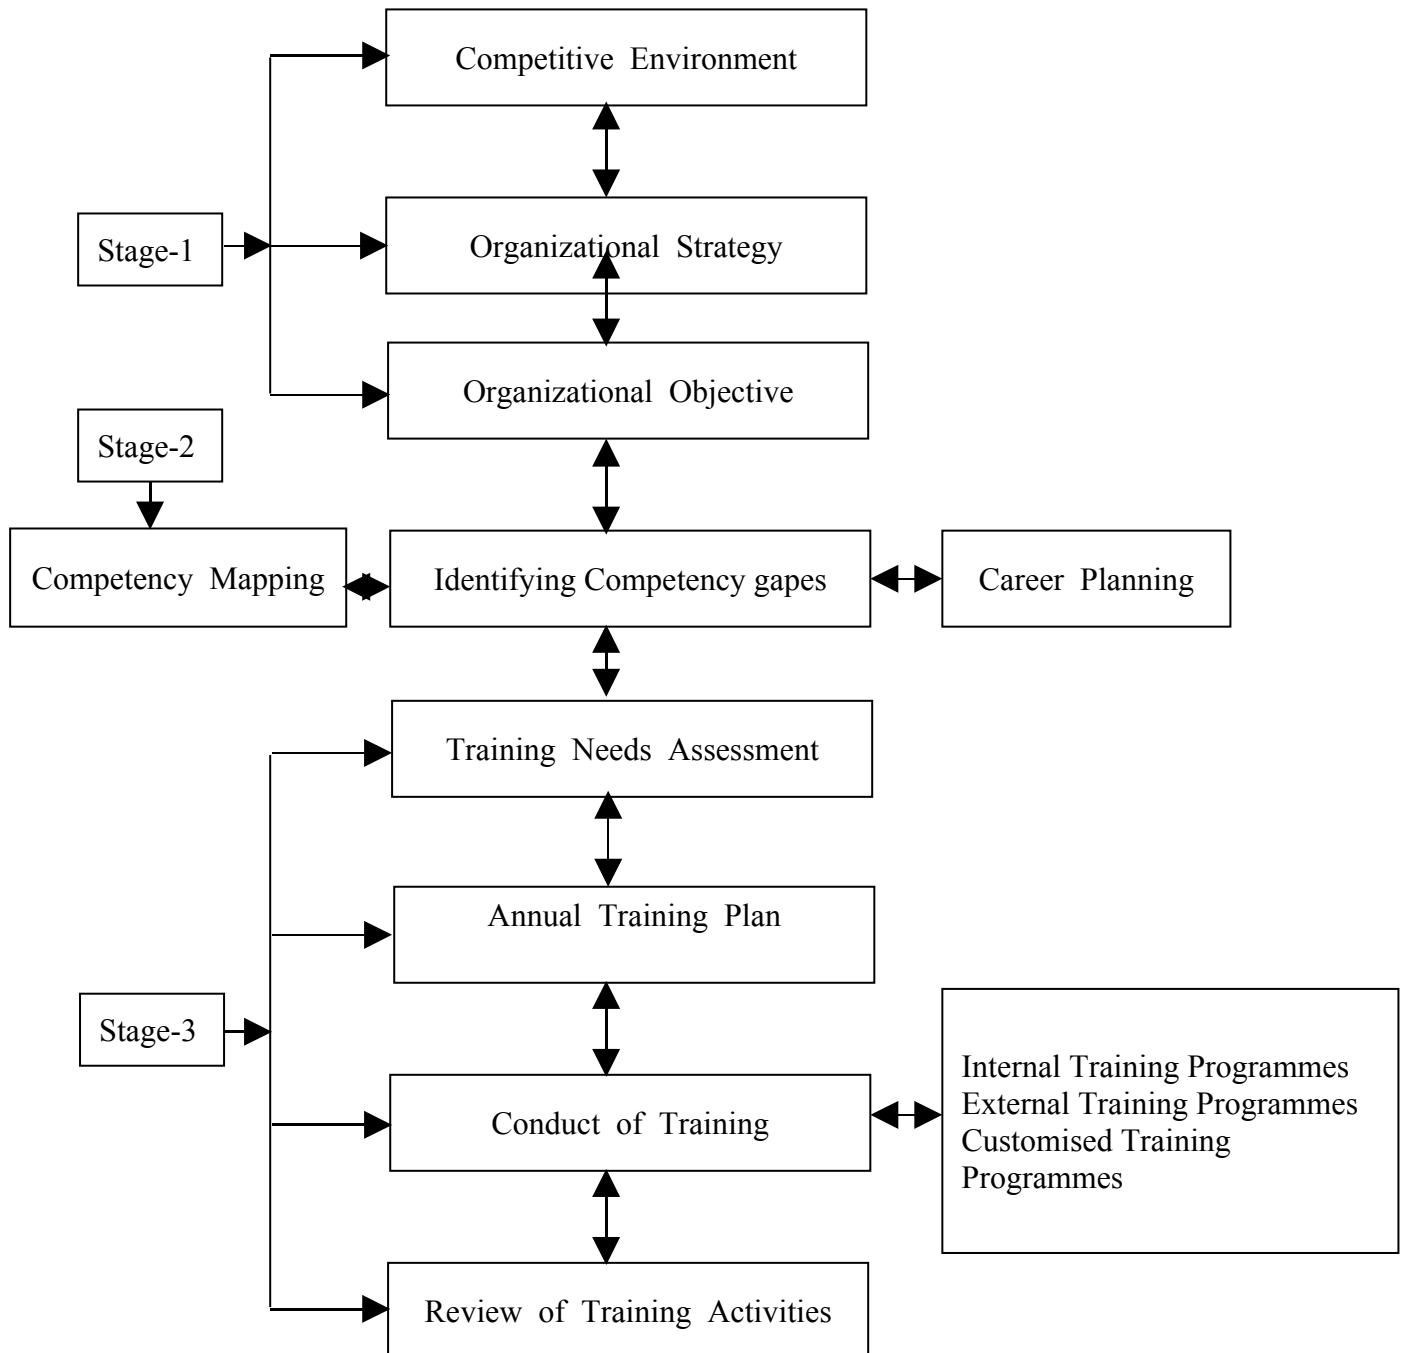 Competitive Environment
Stage-1
Organizational Strategy
Organizational Objective
Stage-2
Competency Mapping
Identifying Competency gapes
Career Planning
Training Needs Assessment
Annual Training Plan
Stage-3
Conduct of Training
Internal Training Programmes
External Training Programmes
Customised Training
Programmes
Review of Training Activities